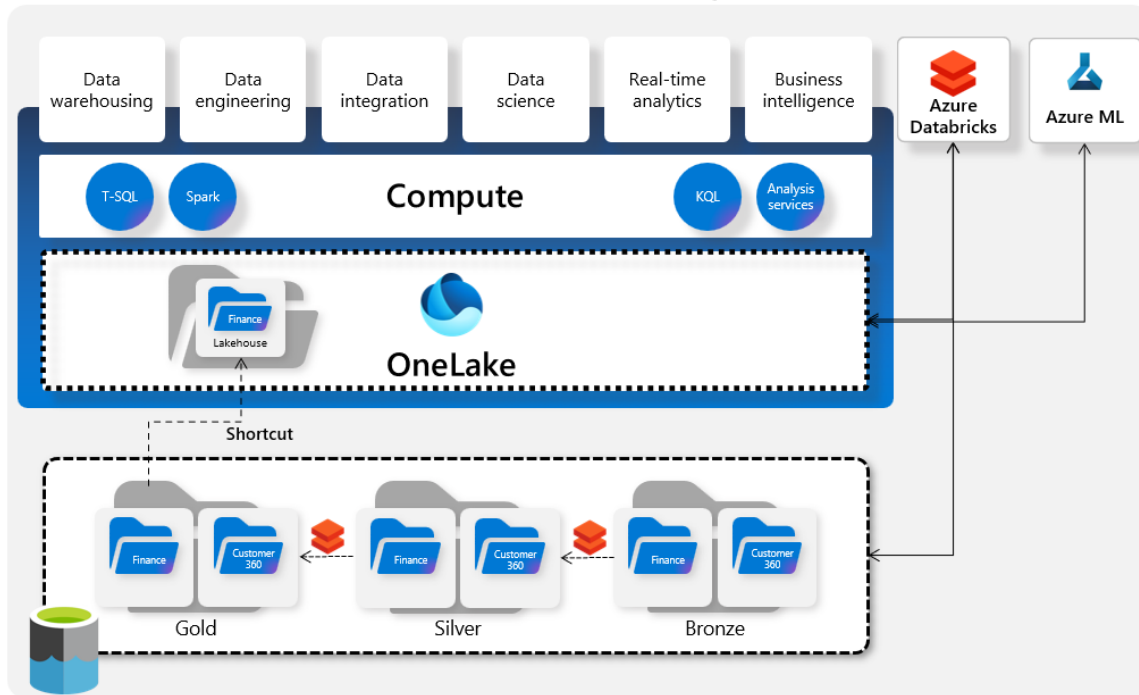 Data
warehousing
Data
engineering
Data
integration
Data
science
Real-time
analytics
Business
intelligence
Azure
Databricks
Azure ML
T-SQL
Spark
Compute
KQL
Analysis
services
Finance
Lakehouse
OneLake
Shortcut
Finance
Customer
360
Finance
Customer
360
Finance
Customer
360
Gold
Silver
Bronze